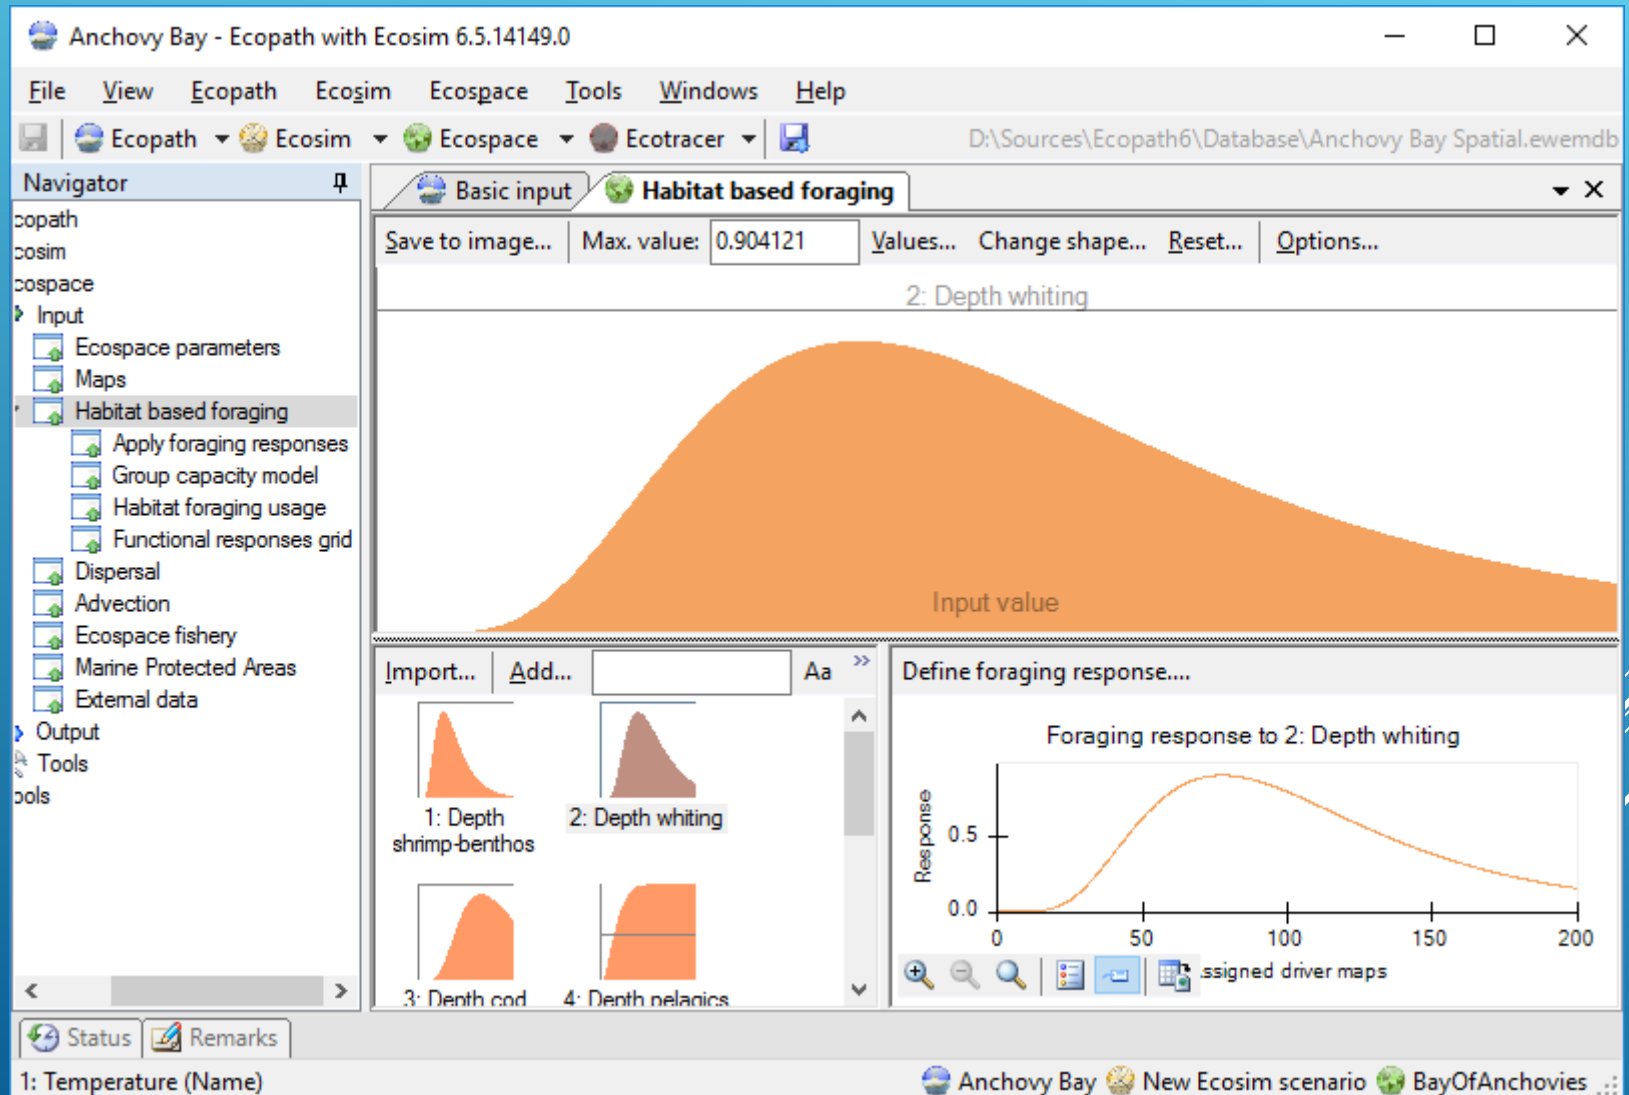 Anchovy Bay - Ecopath with Ecosim 6.5.14149.0
File View Ecopath Ecosim Ecospace Tools Windows Help
Ecopath Ecosim Ecospace Ecotracer D:\Sources\Ecopath6\Database\Anchovy Bay Spatial.ewemdb
Navigator
copath
cosim
cospace
Input
Ecospace parameters
Maps
Habitat based foraging
Apply foraging responses
Group capacity model
Habitat foraging usage
Functional responses grid
Dispersal
Advection
Ecospace fishery
Marine Protected Areas
External data
Output
Tools
ools
Basic input Habitat based foraging
Save to image... Max. value: 0.904121 Values... Change shape... Reset... Options...
2: Depth whiting
Input value
Import... Add... Aa »
1: Depth
shrimp-benthos
2: Depth whiting
3: Depth cod
4: Depth pelagics
Define foraging response....
Foraging response to 2: Depth whiting
Response
0.5
0.0
0 50 100 150 200
ssigned driver maps
Status Remarks
1: Temperature (Name)
Anchovy Bay New Ecosim scenario BayOfAnchovies